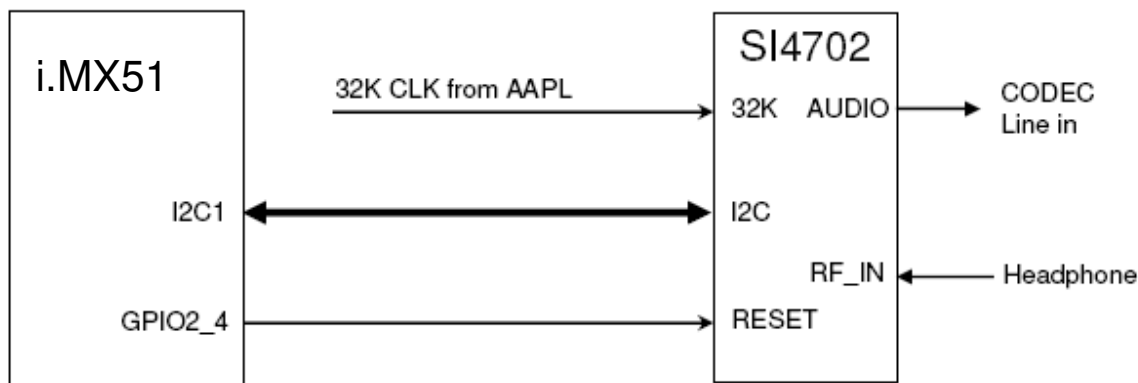 i.MX51
SI4702
32K CLK from AAPL
32K
AUDIO
CODEC
Line in
I2C1
I2C
RF_IN
Headphone
GPIO2_4
RESET